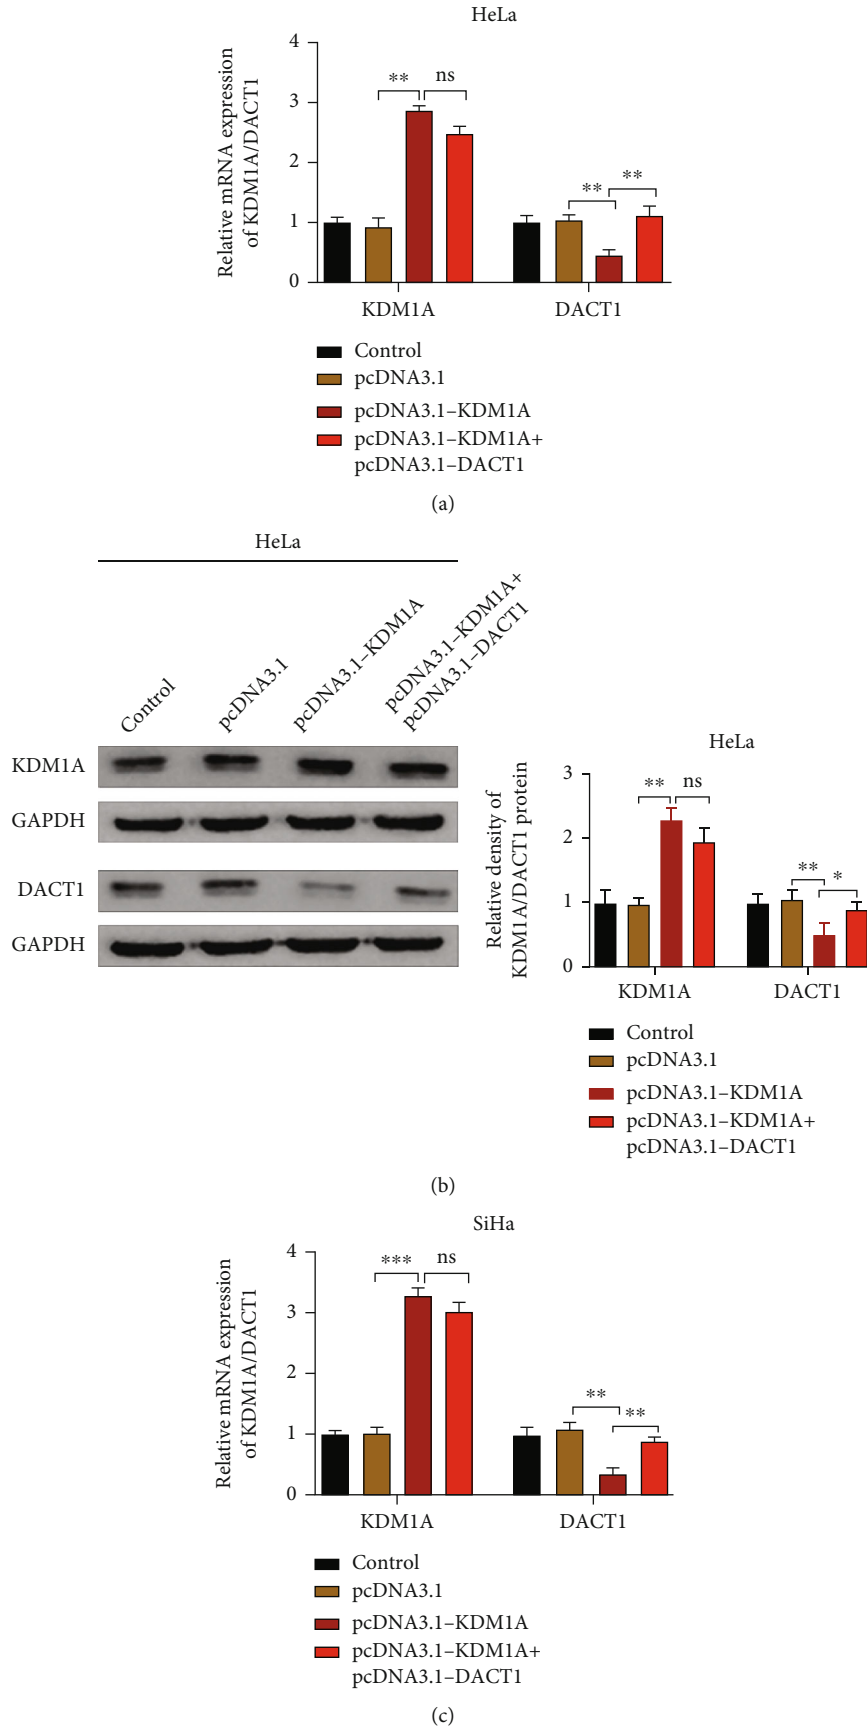 HeLa
Relative mRNA expression
of KDM1A/DACT1
4
3
2
1
0
**
ns
**
**
KDM1A
DACT1
Control
pcDNA3.1
pcDNA3.1–KDM1A
pcDNA3.1–KDM1A+
pcDNA3.1–DACT1
(a)
HeLa
Control
pcDNA3.1
pcDNA3.1–KDM1A
pcDNA3.1–KDM1A+
pcDNA3.1–DACT1
KDM1A
GAPDH
DACT1
GAPDH
HeLa
Relative density of
KDM1A/DACT1 protein
3
2
1
0
**
ns
**
*
KDM1A
DACT1
Control
pcDNA3.1
pcDNA3.1–KDM1A
pcDNA3.1–KDM1A+
pcDNA3.1–DACT1
(b)
SiHa
Relative mRNA expression
of KDM1A/DACT1
4
3
2
1
0
***
ns
**
**
KDM1A
DACT1
Control
pcDNA3.1
pcDNA3.1–KDM1A
pcDNA3.1–KDM1A+
pcDNA3.1–DACT1
(c)